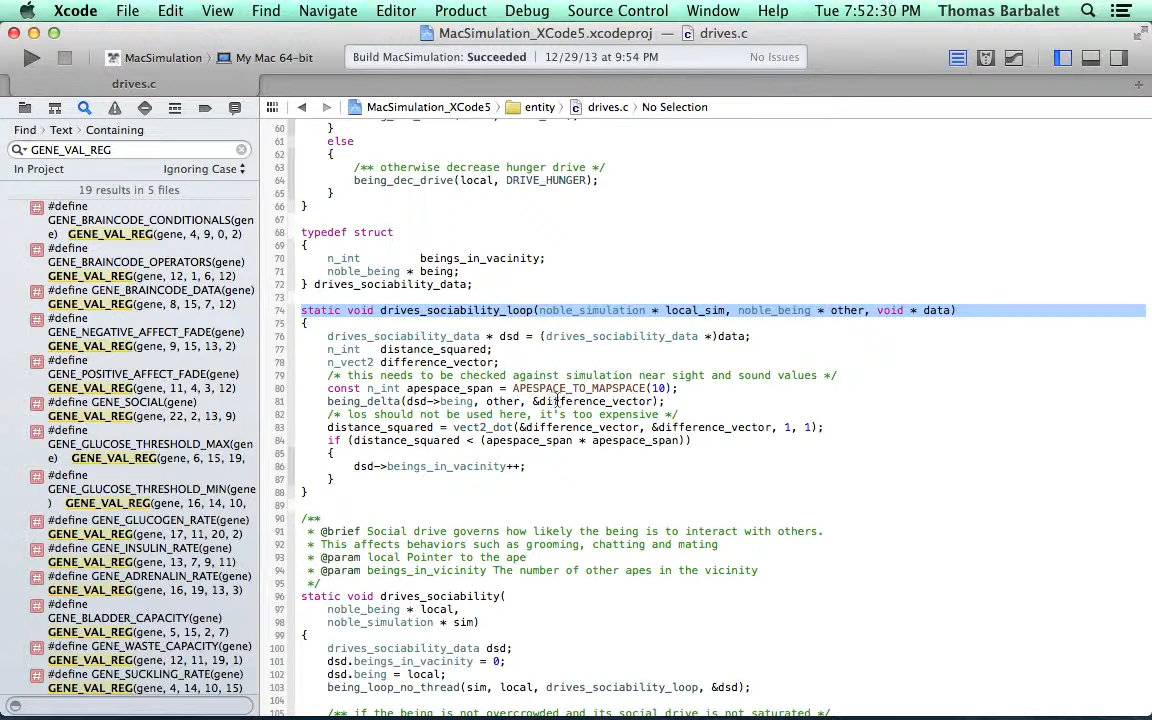 Xcode File Edit View Find Navigate Editor Product Debug Source Control Window Help Tue 7:52:30 PM Thomas Barbalet
MacSimulation_XCode5.xcodeproj — drives.c
MacSimulation My Mac 64-bit Build MacSimulation: Succeeded 12/29/13 at 9:54 PM No Issues
drives.c
MacSimulation_XCode5 entity drives.c No Selection
Find Text Containing
GENE_VAL_REG
In Project Ignoring Case
19 results in 5 files
#define
GENE_BRAINCODE_CONDITIONALS(gen
e) GENE_VAL_REG(gene, 4, 9, 0, 2)
#define
GENE_BRAINCODE_OPERATORS(gene)
GENE_VAL_REG(gene, 12, 1, 6, 12)
#define GENE_BRAINCODE_DATA(gene)
GENE_VAL_REG(gene, 8, 15, 7, 12)
#define
GENE_NEGATIVE_AFFECT_FADE(gene)
GENE_VAL_REG(gene, 9, 15, 13, 2)
#define
GENE_POSITIVE_AFFECT_FADE(gene)
GENE_VAL_REG(gene, 11, 4, 3, 12)
#define GENE_SOCIAL(gene)
GENE_VAL_REG(gene, 22, 2, 13, 9)
#define
GENE_GLUCOSE_THRESHOLD_MAX(gen
e) GENE_VAL_REG(gene, 6, 15, 19,
#define
GENE_GLUCOSE_THRESHOLD_MIN(gene
) GENE_VAL_REG(gene, 16, 14, 10,
#define GENE_GLUCOGEN_RATE(gene)
GENE_VAL_REG(gene, 17, 11, 20, 2)
#define GENE_INSULIN_RATE(gene)
GENE_VAL_REG(gene, 13, 7, 9, 11)
#define GENE_ADRENALIN_RATE(gene)
GENE_VAL_REG(gene, 16, 19, 13, 3)
#define
GENE_BLADDER_CAPACITY(gene)
GENE_VAL_REG(gene, 5, 15, 2, 7)
#define GENE_WASTE_CAPACITY(gene)
GENE_VAL_REG(gene, 12, 11, 19, 1)
#define GENE_SUCKLING_RATE(gene)
GENE_VAL_REG(gene, 4, 14, 10, 15)
60 }
61 else
62 {
63 /** otherwise decrease hunger drive */
64 being_dec_drive(local, DRIVE_HUNGER);
65 }
66 }
67
68 typedef struct
69 {
70 n_int beings_in_vacinity;
71 noble_being * being;
72 } drives_sociability_data;
73
74 static void drives_sociability_loop(noble_simulation * local_sim, noble_being * other, void * data)
75 {
76 drives_sociability_data * dsd = (drives_sociability_data *)data;
77 n_int distance_squared;
78 n_vect2 difference_vector;
79 /* this needs to be checked against simulation near sight and sound values */
80 const n_int apespace_span = APESPACE_TO_MAPSPACE(10);
81 being_delta(dsd->being, other, &difference_vector);
82 /* los should not be used here, it's too expensive */
83 distance_squared = vect2_dot(&difference_vector, &difference_vector, 1, 1);
84 if (distance_squared < (apespace_span * apespace_span))
85 {
86 dsd->beings_in_vacinity++;
87 }
88 }
89
90 /**
91 * @brief Social drive governs how likely the being is to interact with others.
92 * This affects behaviors such as grooming, chatting and mating
93 * @param local Pointer to the ape
94 * @param beings_in_vicinity The number of other apes in the vicinity
95 */
96 static void drives_sociability(
97 noble_being * local,
98 noble_simulation * sim)
99 {
100 drives_sociability_data dsd;
101 dsd.beings_in_vacinity = 0;
102 dsd.being = local;
103 being_loop_no_thread(sim, local, drives_sociability_loop, &dsd);
104
105 /** if the being is not overcrowded and its social drive is not saturated */